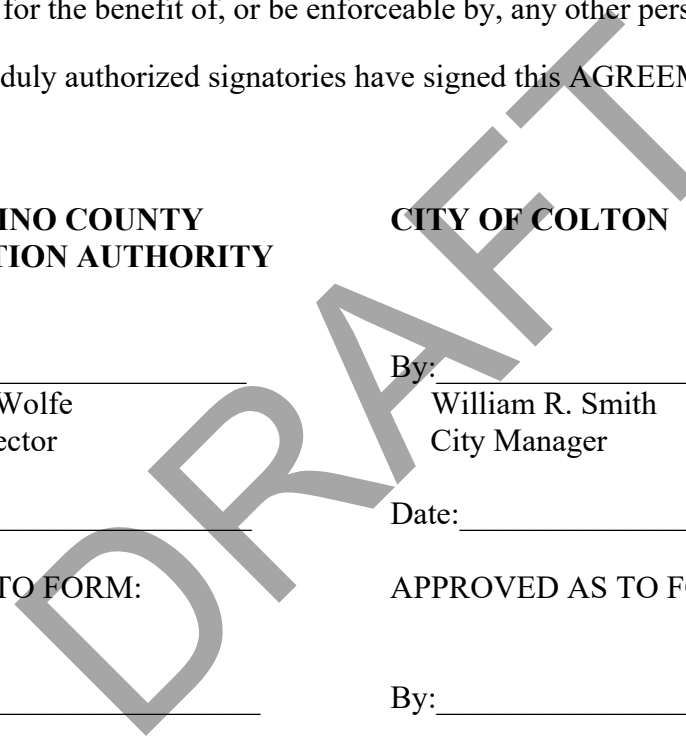 for the benefit of, or be enforceable by, any other pers
duly authorized signatories have signed this AGREEM
INO COUNTY
TION AUTHORITY
Wolfe
ector
TO FORM:
CITY OF COLTON
By:
William R. Smith
City Manager
Date:
APPROVED AS TO FO
By:
DRAFT